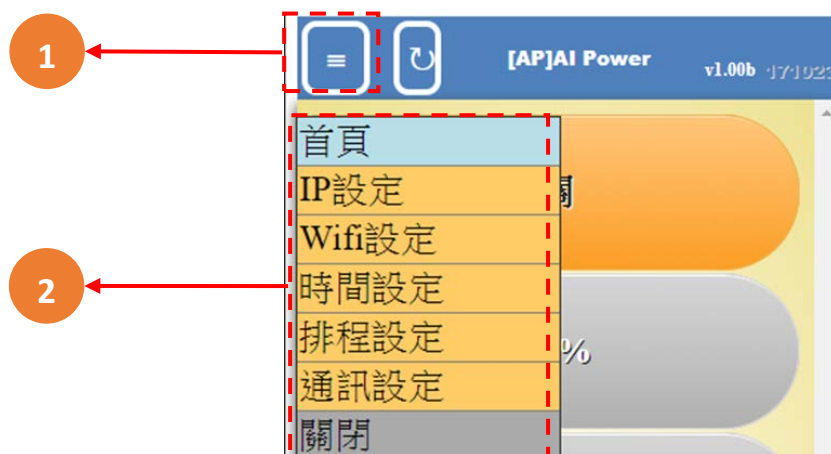 1
≡ ↻ [AP]AI Power v1.00b 171023
首頁
IP設定
Wifi設定
2
時間設定
排程設定
%
通訊設定
關閉